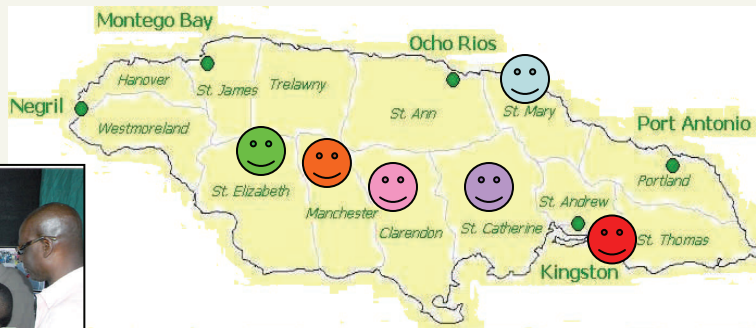 Montego Bay
Ocho Rios
Hanover
St. James
Trelawny
St. Mary
Negril
St. Ann
Westmoreland
Port Antonio
St. Elizabeth
Portland
Manchester
St. Andrew
Clarendon
St. Catherine
St. Thomas
Kingston